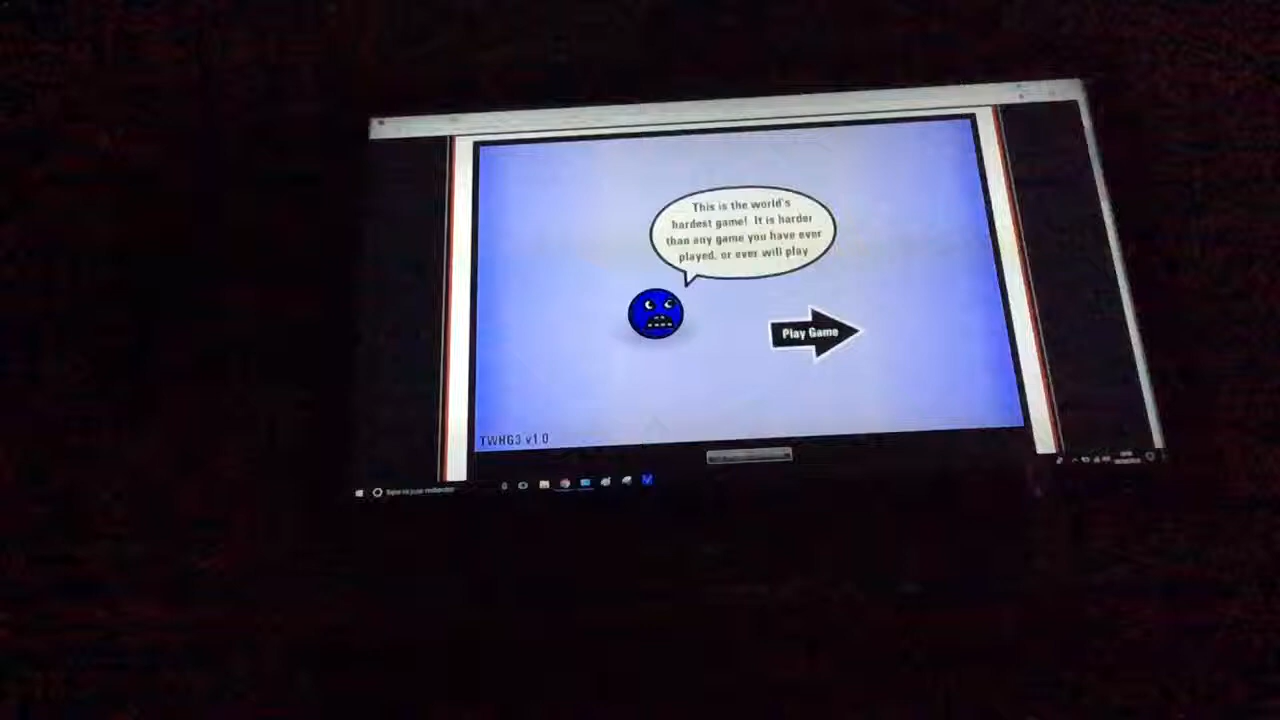 This is the world's
hardest game! It is harder
than any game you have ever
played, or ever will play
Play Game
TWHG3 v1.0